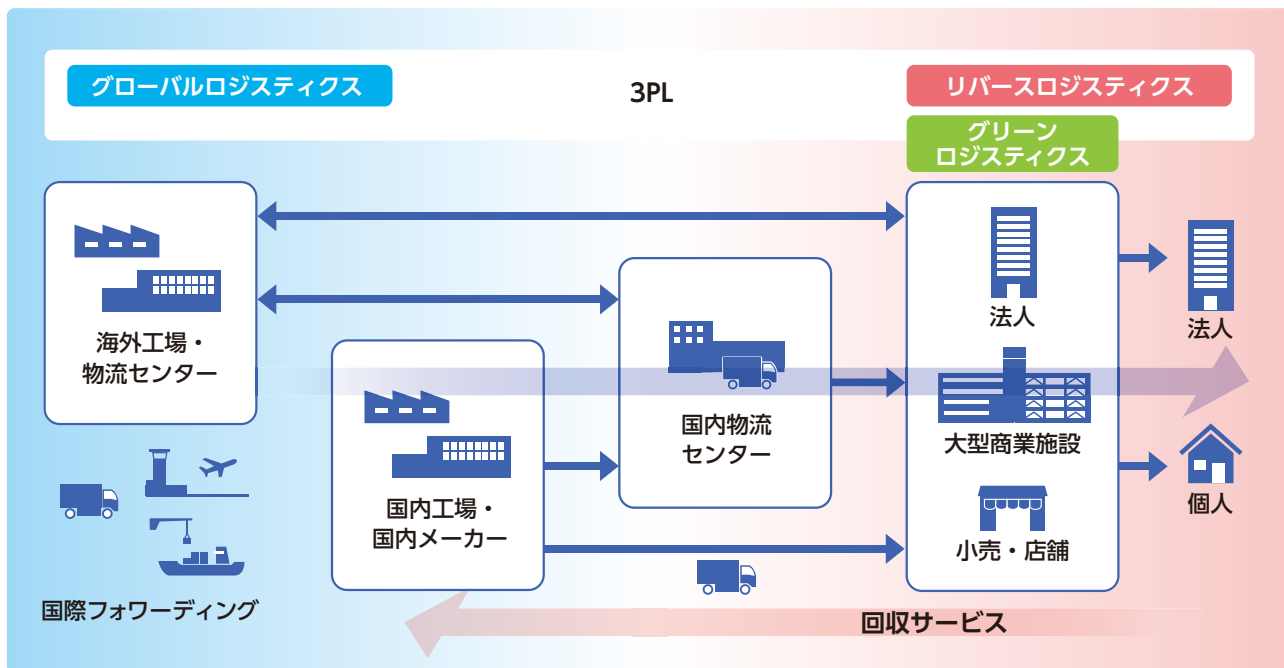 グローバルロジスティクス
3PL
リバースロジスティクス
グリーン
ロジスティクス
海外工場・
物流センター
国際フォワーディング
国内工場・
国内メーカー
国内物流
センター
法人
大型商業施設
小売・店舗
法人
個人
回収サービス